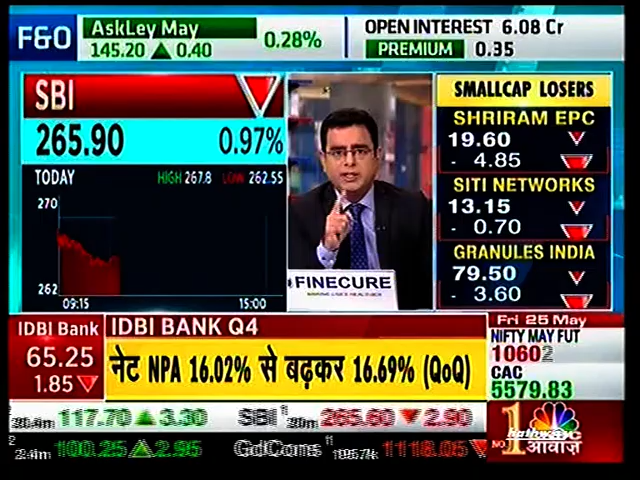 F&O
AskLey May
145.20 ▲ 0.40
0.28%
OPEN INTEREST 6.08 Cr
PREMIUM 0.35
SBI
265.90 0.97%
TODAY HIGH 267.8 LOW 262.55
270
262
09:15 15:00
FINECURE
SMALLCAP LOSERS
SHRIRAM EPC
19.60
- 4.85
SITI NETWORKS
13.15
- 0.70
GRANULES INDIA
79.50
- 3.60
IDBI Bank
65.25
1.85
IDBI BANK Q4
नेट NPA 16.02% से बढ़कर 16.69% (QoQ)
Fri 25 May
NIFTY MAY FUT
1060
CAC
5579.83
117.70 ▲ 3.30 SBI 265.60 ▼ 2.90
100.25 ▲ 2.95 GdCons 1118.05
NO. 1
hathway
आवाज़